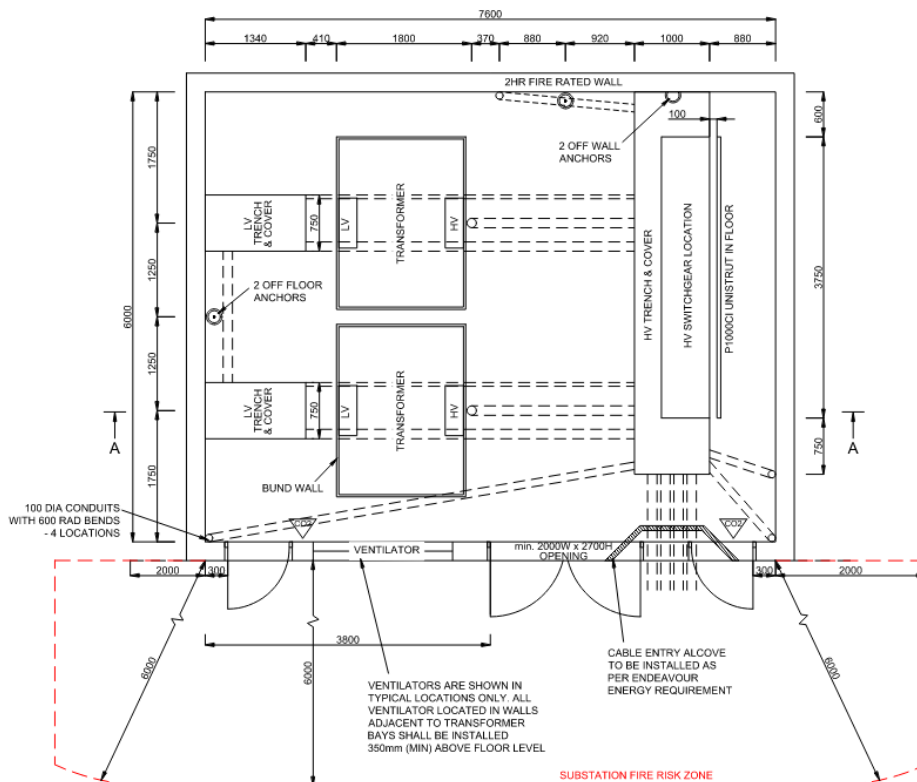 7600
1340
410
1800
370
880
920
1000
880
2HR FIRE RATED WALL
600
100
2 OFF WALL
ANCHORS
1750
LV
TRENCH
& COVER
750
LV
TRANSFORMER
HV
HV TRENCH & COVER
HV SWITCHGEAR LOCATION
P1000CI UNISTRUT IN FLOOR
3750
6000
1250
2 OFF FLOOR
ANCHORS
1250
LV
TRENCH
& COVER
750
LV
TRANSFORMER
HV
A
A
1750
750
BUND WALL
100 DIA CONDUITS
WITH 600 RAD BENDS
- 4 LOCATIONS
CO2
CO2
VENTILATOR
min. 2000W x 2700H
OPENING
2000
300
300
2000
3800
6000
6000
6000
CABLE ENTRY ALCOVE
TO BE INSTALLED AS
PER ENDEAVOUR
ENERGY REQUIREMENT
VENTILATORS ARE SHOWN IN
TYPICAL LOCATIONS ONLY. ALL
VENTILATOR LOCATED IN WALLS
ADJACENT TO TRANSFORMER
BAYS SHALL BE INSTALLED
350mm (MIN) ABOVE FLOOR LEVEL
SUBSTATION FIRE RISK ZONE